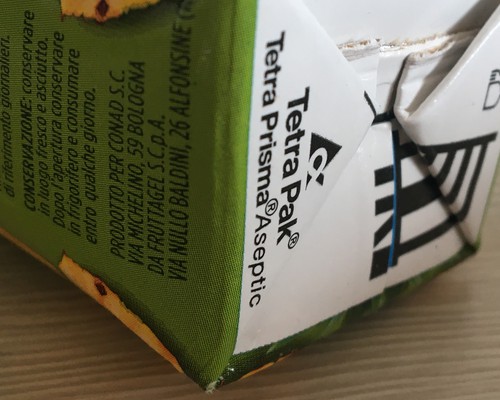 di riferimento giornalieri.
CONSERVAZIONE: conservare
in luogo fresco e asciutto.
Dopo l'apertura conservare
in frigorifero e consumare
entro qualche giorno.
PRODOTTO PER CONAD S.C.
VIA MICHELINO, 59 BOLOGNA
DA FRUTTAGEL S.C.p.A.
VIA NULLO BALDINI, 26 ALFONSINE
Tetra Pak®
Tetra Prisma® Aseptic